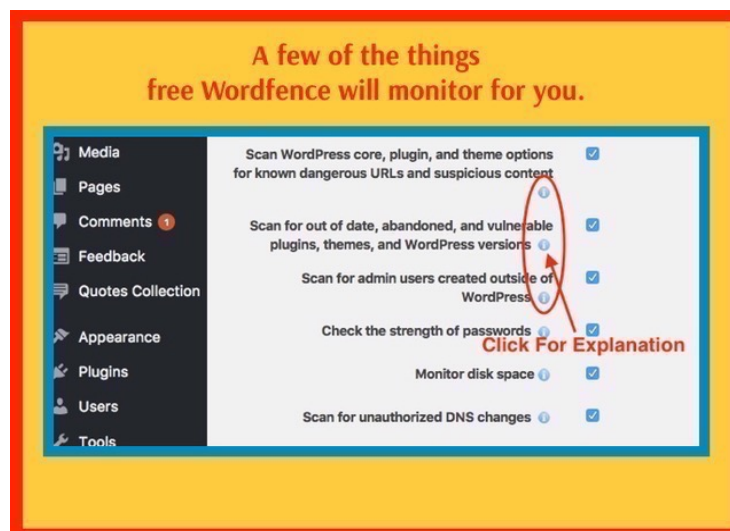 A few of the things
free Wordfence will monitor for you.
Media
Pages
Comments 1
Feedback
Quotes Collection
Appearance
Plugins
Users
Tools
Scan WordPress core, plugin, and theme options
for known dangerous URLs and suspicious content
Scan for out of date, abandoned, and vulnerable
plugins, themes, and WordPress versions
Scan for admin users created outside of
WordPress
Check the strength of passwords
Click For Explanation
Monitor disk space
Scan for unauthorized DNS changes